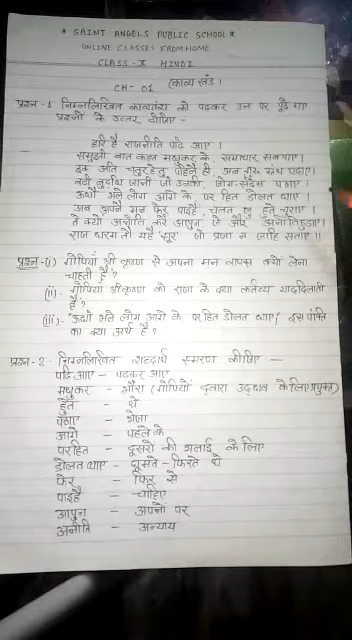 * SAINT ANGELS PUBLIC SCHOOL *
ONLINE CLASSES FROM HOME
CLASS - X HINDI
CH- 01 (काव्य खंड)
प्रश्न-1 निम्नलिखित काव्यांश को पढकर उन पर पूँछे गए
प्रश्नों के उत्तर दीजिए -
हरि हैं राजनीति पढि आए।
समुझी बात कहत मधुकर के, समाचार सब पाए।
इक अति चतुर हुते पहिलैं ही, अब गुरु ग्रंथ पढाए।
बढी बुद्धि जानी जो उनकी, जोग-सँदेस पठाए।
ऊधौ भले लोग आगे के, पर हित डोलत धाए।
अब अपनै मन फेर पाइहैं, चलत जु हुते चुराए।
ते क्यौं अनीति करैं आपुन, जे और अनीति छुड़ाए।
राज धरम तौ यहै 'सूर', जो प्रजा न जाहिं सताए॥
प्रश्न-(i) गोपियाँ श्री कृष्ण से अपना मन वापस क्यों लेना
चाहती हैं?
(ii)- गोपियाँ श्रीकृष्ण को राजा के क्या कर्तव्य याद दिलाती
हैं?
(iii)- 'ऊधौ भले लोग आगे के, पर हित डोलत धाए', इस पंक्ति
का क्या अर्थ है?
प्रश्न-2- निम्नलिखित शब्दार्थ स्मरण कीजिए —
पढि आए - पढकर आए
मधुकर - भौंरा (गोपियों द्वारा उद्धव के लिए प्रयुक्त)
हुते - थे
पठाए - भेजा
आगे - पहले के
परहित - दूसरों की भलाई के लिए
डोलत धाए - घूमते-फिरते थे
फेर - फिर से
पाइहैं - चाहिए
आपुन - अपनों पर
अनीति - अन्याय